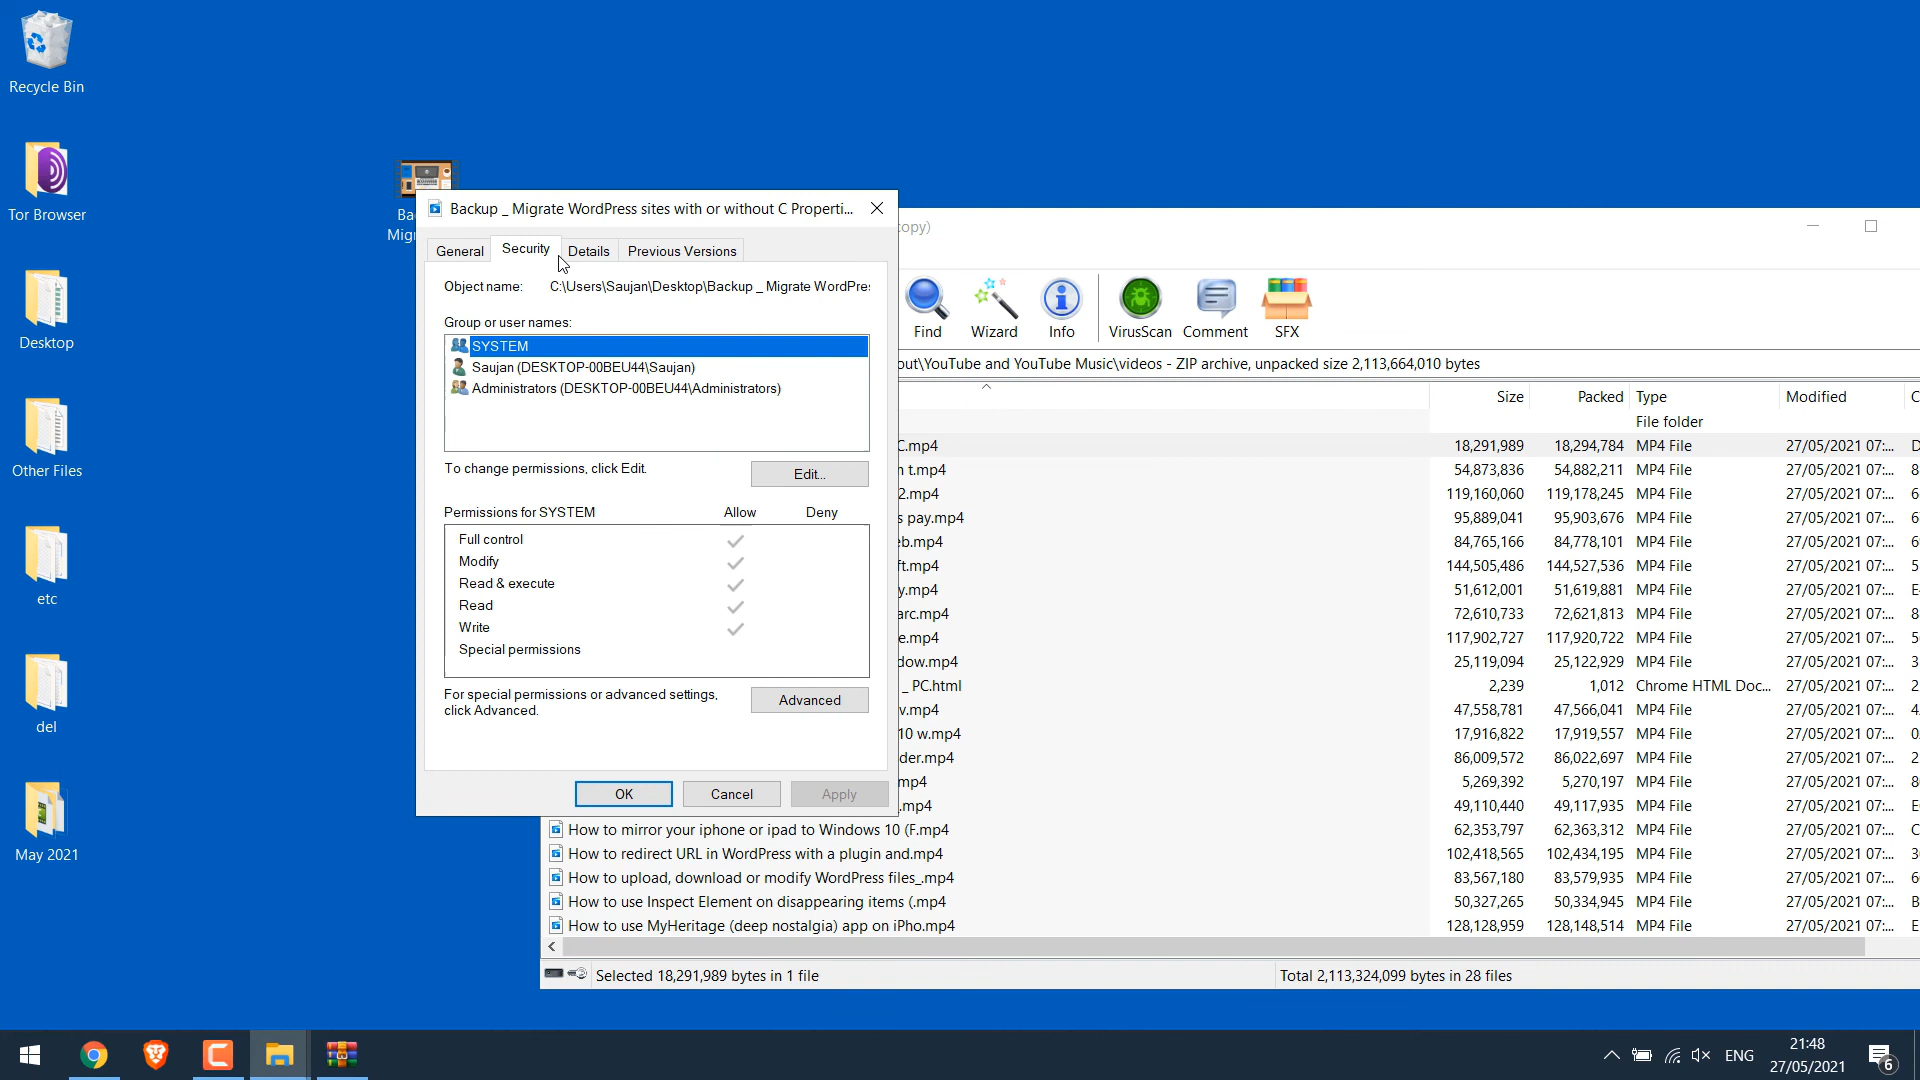 Recycle Bin
Tor Browser
Desktop
Other Files
etc
del
May 2021
Backup _ Migrate WordPress sites with or without C Properti...
General
Security
Details
Previous Versions
Object name:
C:\Users\Saujan\Desktop\Backup _ Migrate WordPre
Group or user names:
SYSTEM
Saujan (DESKTOP-00BEU44\Saujan)
Administrators (DESKTOP-00BEU44\Administrators)
To change permissions, click Edit.
Edit...
Permissions for SYSTEM Allow Deny
Full control
Modify
Read & execute
Read
Write
Special permissions
For special permissions or advanced settings,
click Advanced.
Advanced
OK
Cancel
Apply
opy)
Find
Wizard
Info
VirusScan
Comment
SFX
out\YouTube and YouTube Music\videos - ZIP archive, unpacked size 2,113,664,010 bytes
Size Packed Type Modified C
File folder
C.mp4 18,291,989 18,294,784 MP4 File 27/05/2021 07:... D
t.mp4 54,873,836 54,882,211 MP4 File 27/05/2021 07:... 8
2.mp4 119,160,060 119,178,245 MP4 File 27/05/2021 07:... 6
s pay.mp4 95,889,041 95,903,676 MP4 File 27/05/2021 07:... 6
eb.mp4 84,765,166 84,778,101 MP4 File 27/05/2021 07:... 6
ft.mp4 144,505,486 144,527,536 MP4 File 27/05/2021 07:... 5
y.mp4 51,612,001 51,619,881 MP4 File 27/05/2021 07:... E
arc.mp4 72,610,733 72,621,813 MP4 File 27/05/2021 07:... 8
e.mp4 117,902,727 117,920,722 MP4 File 27/05/2021 07:... 5
dow.mp4 25,119,094 25,122,929 MP4 File 27/05/2021 07:... 3
_ PC.html 2,239 1,012 Chrome HTML Doc... 27/05/2021 07:... 2
v.mp4 47,558,781 47,566,041 MP4 File 27/05/2021 07:... 4
10 w.mp4 17,916,822 17,919,557 MP4 File 27/05/2021 07:... 0
der.mp4 86,009,572 86,022,697 MP4 File 27/05/2021 07:... 2
mp4 5,269,392 5,270,197 MP4 File 27/05/2021 07:... 8
.mp4 49,110,440 49,117,935 MP4 File 27/05/2021 07:... E
How to mirror your iphone or ipad to Windows 10 (F.mp4 62,353,797 62,363,312 MP4 File 27/05/2021 07:... C
How to redirect URL in WordPress with a plugin and.mp4 102,418,565 102,434,195 MP4 File 27/05/2021 07:... 3
How to upload, download or modify WordPress files_.mp4 83,567,180 83,579,935 MP4 File 27/05/2021 07:... 6
How to use Inspect Element on disappearing items (.mp4 50,327,265 50,334,945 MP4 File 27/05/2021 07:... B
How to use MyHeritage (deep nostalgia) app on iPho.mp4 128,128,959 128,148,514 MP4 File 27/05/2021 07:... E
Selected 18,291,989 bytes in 1 file
Total 2,113,324,099 bytes in 28 files
ENG
21:48
27/05/2021
6